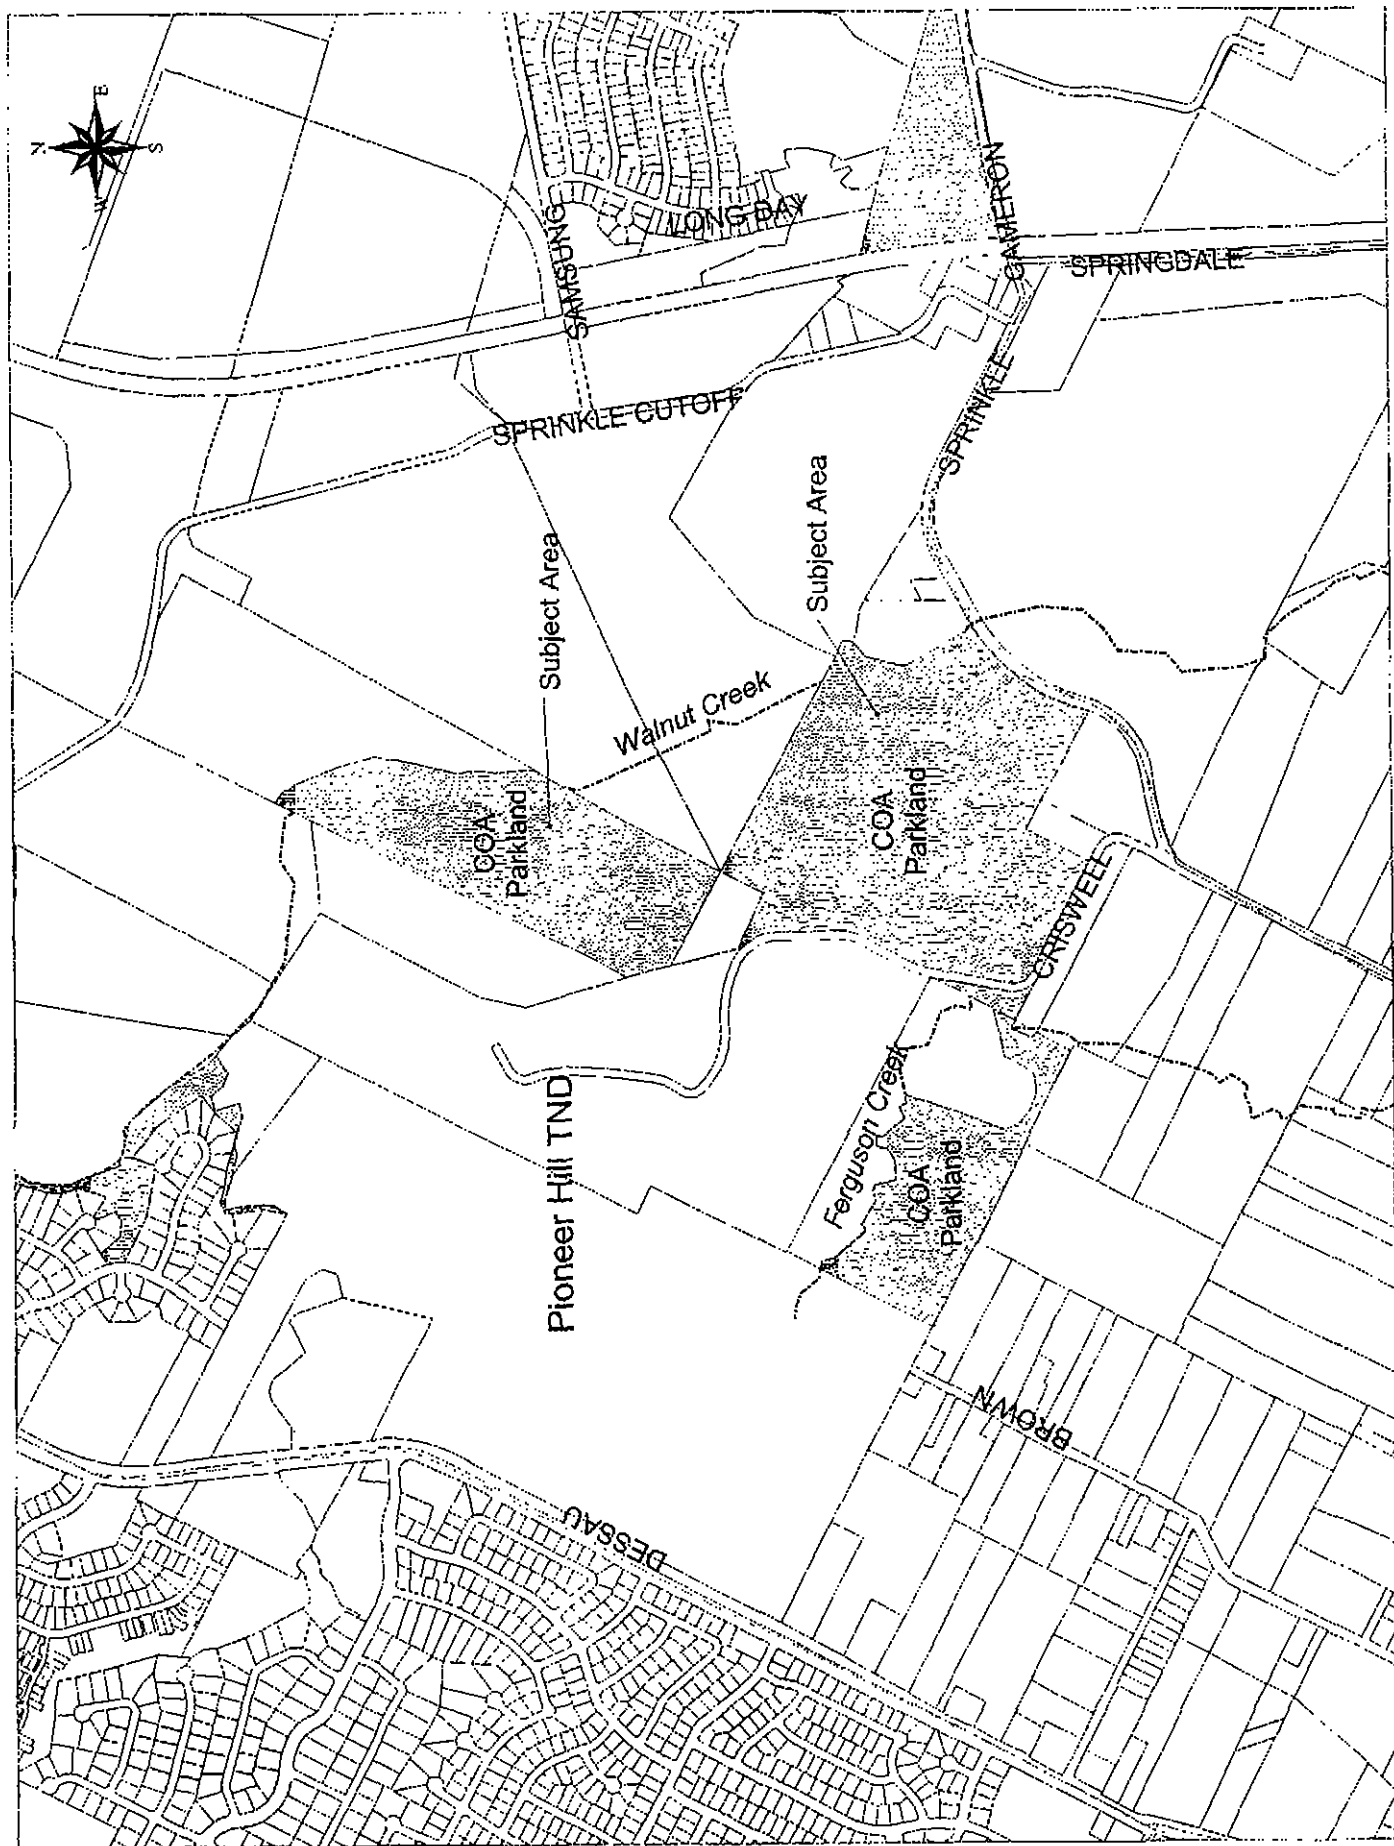 N
E
W
S
SAMSUNG
LONG DAY
CAMERON
SPRINGDALE
SPRINKLE CUTOFF
SPRINKLE
Subject Area
Subject Area
Walnut Creek
COA
Parkland
COA
Parkland
CRISWELL
Pioneer Hill TND
Ferguson Creek
COA
Parkland
BROWN
DESSAU